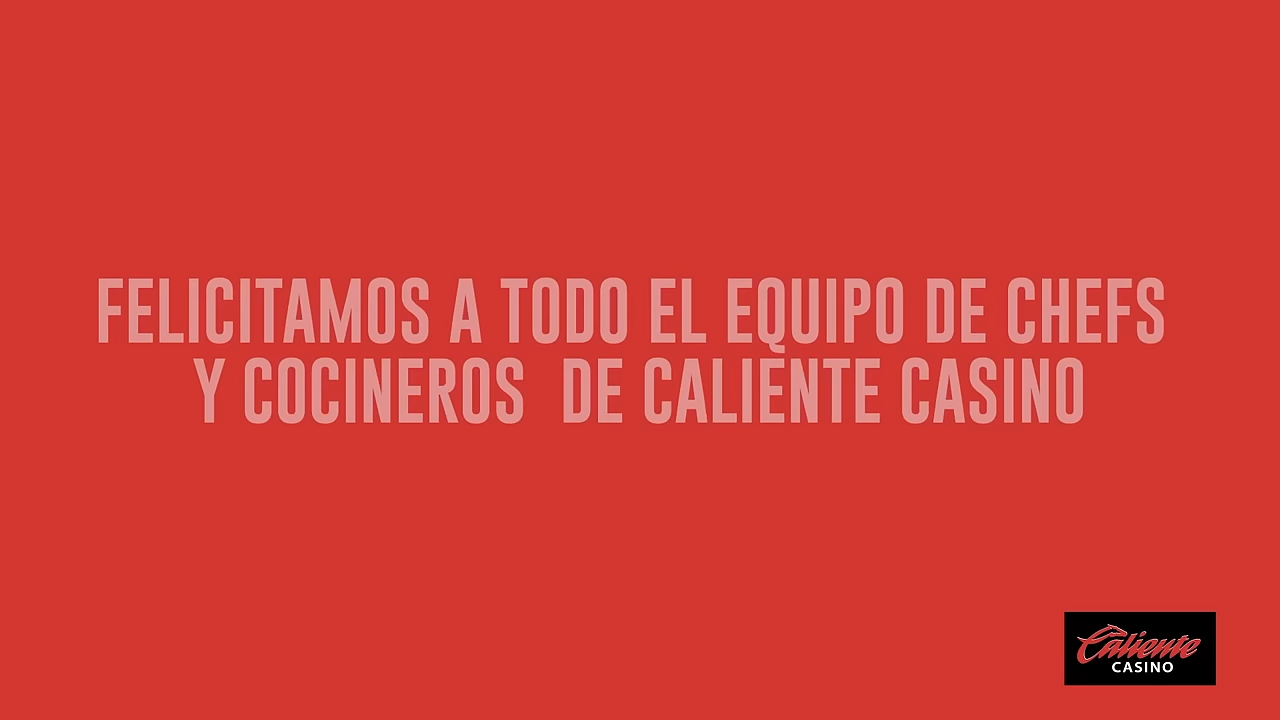 FELICITAMOS A TODO EL EQUIPO DE CHEFS
Y COCINEROS  DE CALIENTE CASINO
Caliente
CASINO